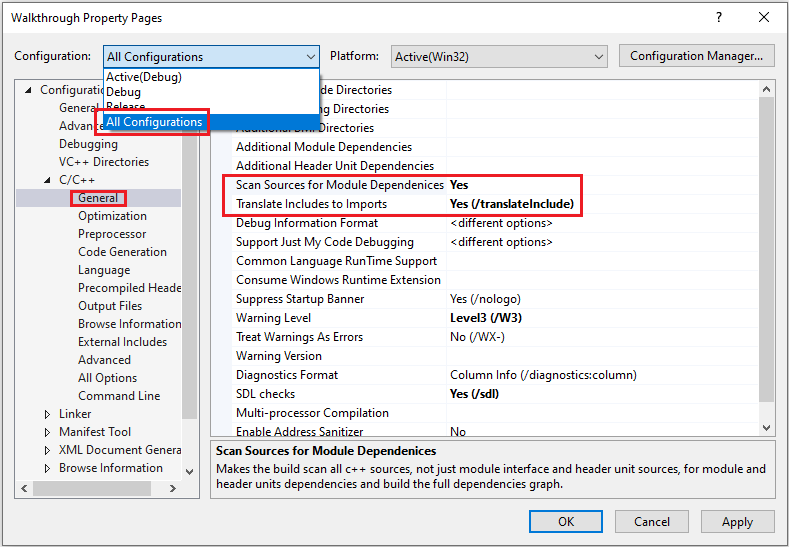 Walkthrough Property Pages
?
Configuration:
All Configurations
Platform:
Active(Win32)
Configuration Manager...
Active(Debug)
Debug
Release
All Configurations
Configuratio
General
Advance
Debugging
VC++ Directories
C/C++
General
Optimization
Preprocessor
Code Generation
Language
Precompiled Heade
Output Files
Browse Information
External Includes
Advanced
All Options
Command Line
Linker
Manifest Tool
XML Document Genera
Browse Information
de Directories
ng Directories
Directories
Additional Module Dependencies
Additional Header Unit Dependencies
Scan Sources for Module Dependenices Yes
Translate Includes to Imports Yes (/translateInclude)
Debug Information Format <different options>
Support Just My Code Debugging <different options>
Common Language RunTime Support
Consume Windows Runtime Extension
Suppress Startup Banner Yes (/nologo)
Warning Level Level3 (/W3)
Treat Warnings As Errors No (/WX-)
Warning Version
Diagnostics Format Column Info (/diagnostics:column)
SDL checks Yes (/sdl)
Multi-processor Compilation
Enable Address Sanitizer No
Scan Sources for Module Dependenices
Makes the build scan all c++ sources, not just module interface and header unit sources, for module and
header units dependencies and build the full dependencies graph.
OK
Cancel
Apply